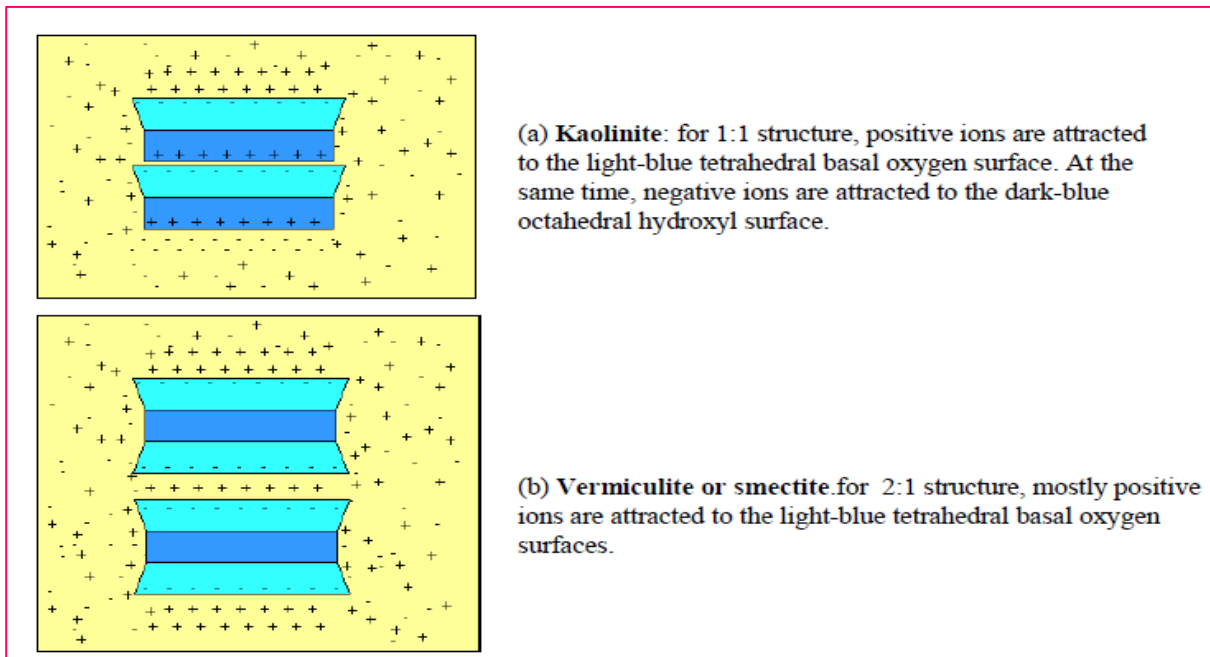 (a) Kaolinite: for 1:1 structure, positive ions are attracted
to the light-blue tetrahedral basal oxygen surface. At the
same time, negative ions are attracted to the dark-blue
octahedral hydroxyl surface.
(b) Vermiculite or smectite.for 2:1 structure, mostly positive
ions are attracted to the light-blue tetrahedral basal oxygen
surfaces.